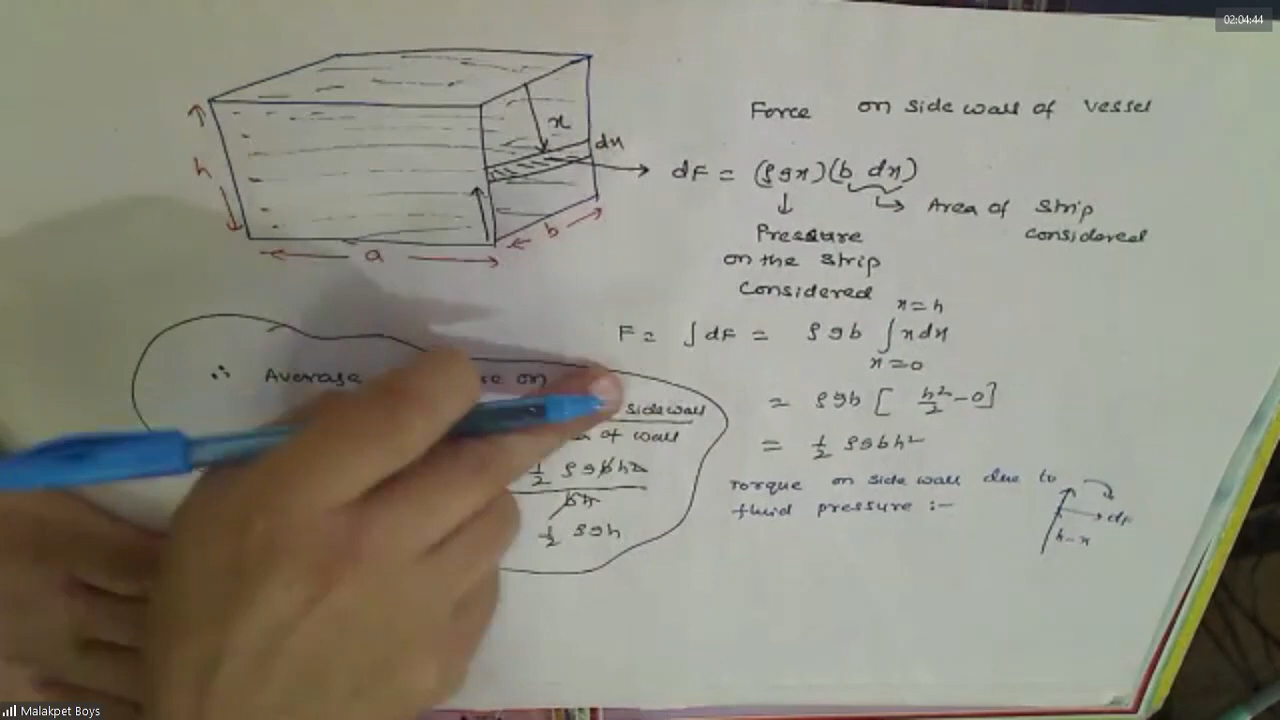 02:04:44
Force on side wall of vessel
x
dx
h
a
b
dF = (ρgx)(b dx)
Pressure on the strip considered
Area of strip considered
F = ∫dF = ρgb ∫ x dx
x=h
x=0
= ρgb [ h²/2 - 0 ]
= 1/2 ρgbh²
∴ Average on
side wall
of wall
1/2 ρgbh²
bh
1/2 ρgh
Torque on side wall due to
fluid pressure :-
dF
h-x
Malakpet Boys